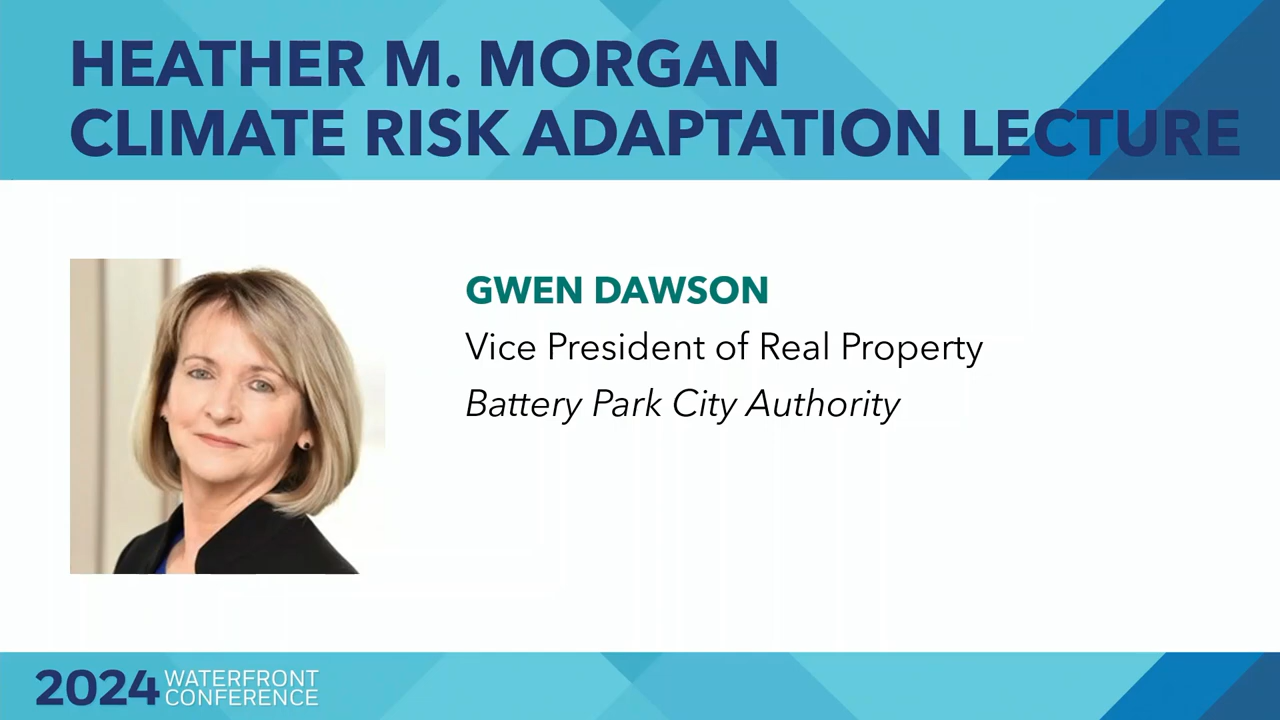 HEATHER M. MORGAN
CLIMATE RISK ADAPTATION LECTURE
GWEN DAWSON
Vice President of Real Property
Battery Park City Authority
2024 WATERFRONT
CONFERENCE